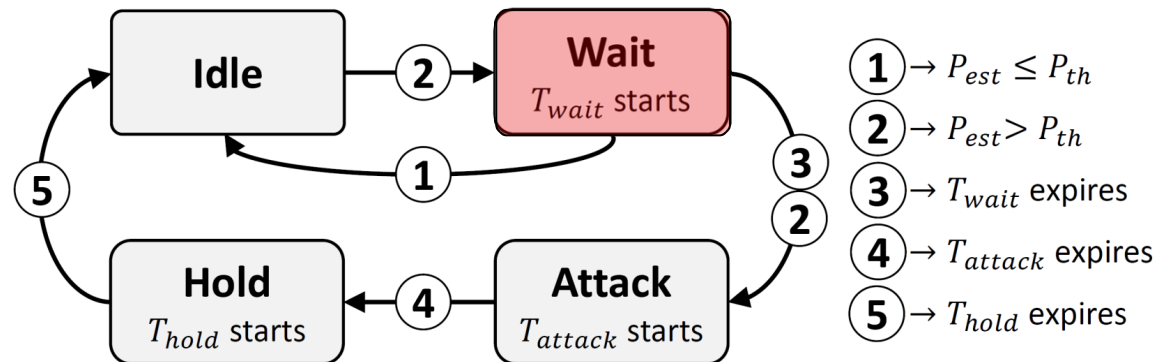 Idle
2
Wait
T_wait starts
1
3
2
5
Hold
T_hold starts
4
Attack
T_attack starts
1 → P_est ≤ P_th
2 → P_est > P_th
3 → T_wait expires
4 → T_attack expires
5 → T_hold expires